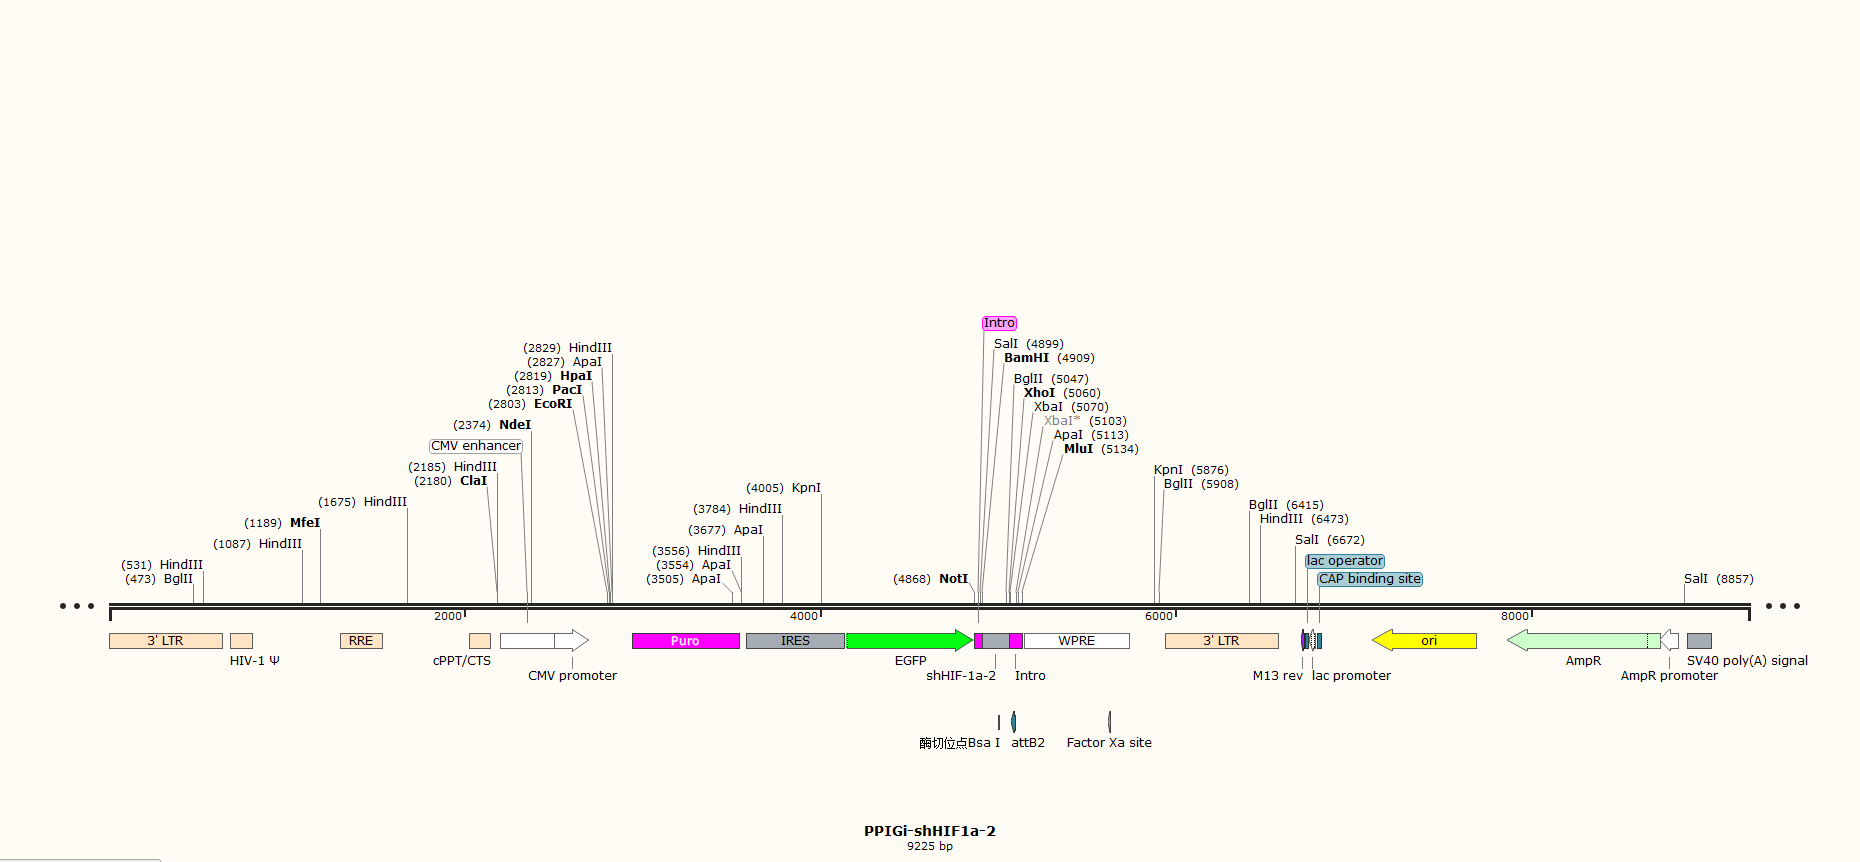 Intro
(2829) HindIII
SalI (4899)
(2827) ApaI
BamHI (4909)
(2819) HpaI
BglII (5047)
(2813) PacI
XhoI (5060)
(2803) EcoRI
XbaI (5070)
(2374) NdeI
XbaI* (5103)
ApaI (5113)
CMV enhancer
MluI (5134)
(2185) HindIII
KpnI (5876)
(2180) ClaI
BglII (5908)
(4005) KpnI
(1675) HindIII
BglII (6415)
(3784) HindIII
HindIII (6473)
(1189) MfeI
(3677) ApaI
SalI (6672)
(1087) HindIII
(3556) HindIII
lac operator
(531) HindIII
(3554) ApaI
(473) BglII
(3505) ApaI
(4868) NotI
CAP binding site
SalI (8857)
2000
4000
6000
8000
3' LTR
RRE
Puro
IRES
WPRE
3' LTR
ori
HIV-1 Ψ
cPPT/CTS
EGFP
AmpR
SV40 poly(A) signal
CMV promoter
shHIF-1a-2
Intro
M13 rev
lac promoter
AmpR promoter
酶切位点Bsa I
attB2
Factor Xa site
PPIGi-shHIF1a-2
9225 bp